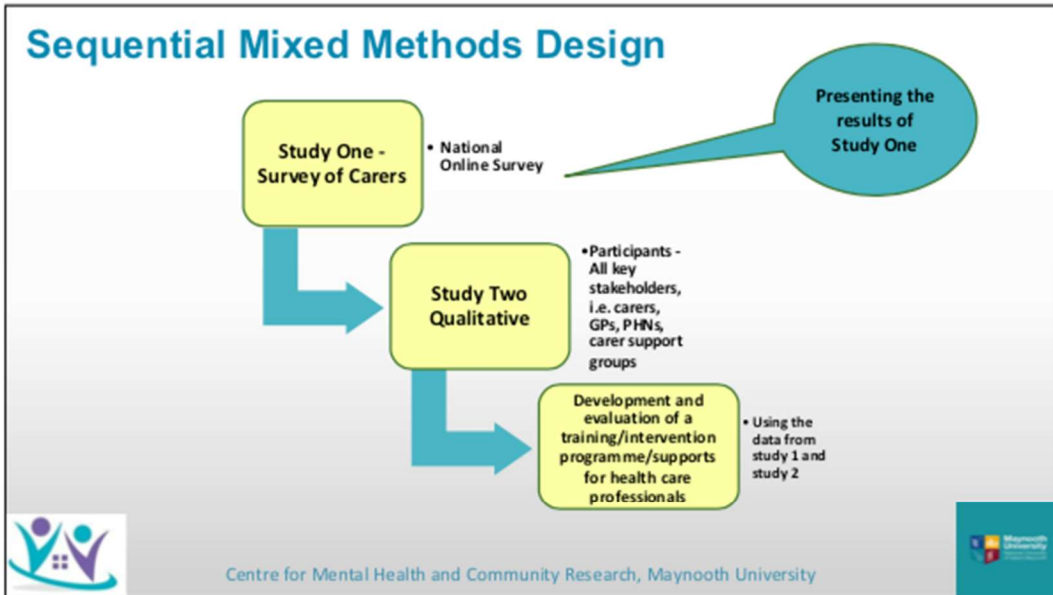 Sequential Mixed Methods Design
Presenting the
results of
Study One
Study One -
Survey of Carers
• National
Online Survey
Study Two
Qualitative
•Participants -
All key
stakeholders,
i.e. carers,
GPs, PHNs,
carer support
groups
Development and
evaluation of a
training/intervention
programme/supports
for health care
professionals
• Using the
data from
study 1 and
study 2
Centre for Mental Health and Community Research, Maynooth University
Maynooth
University